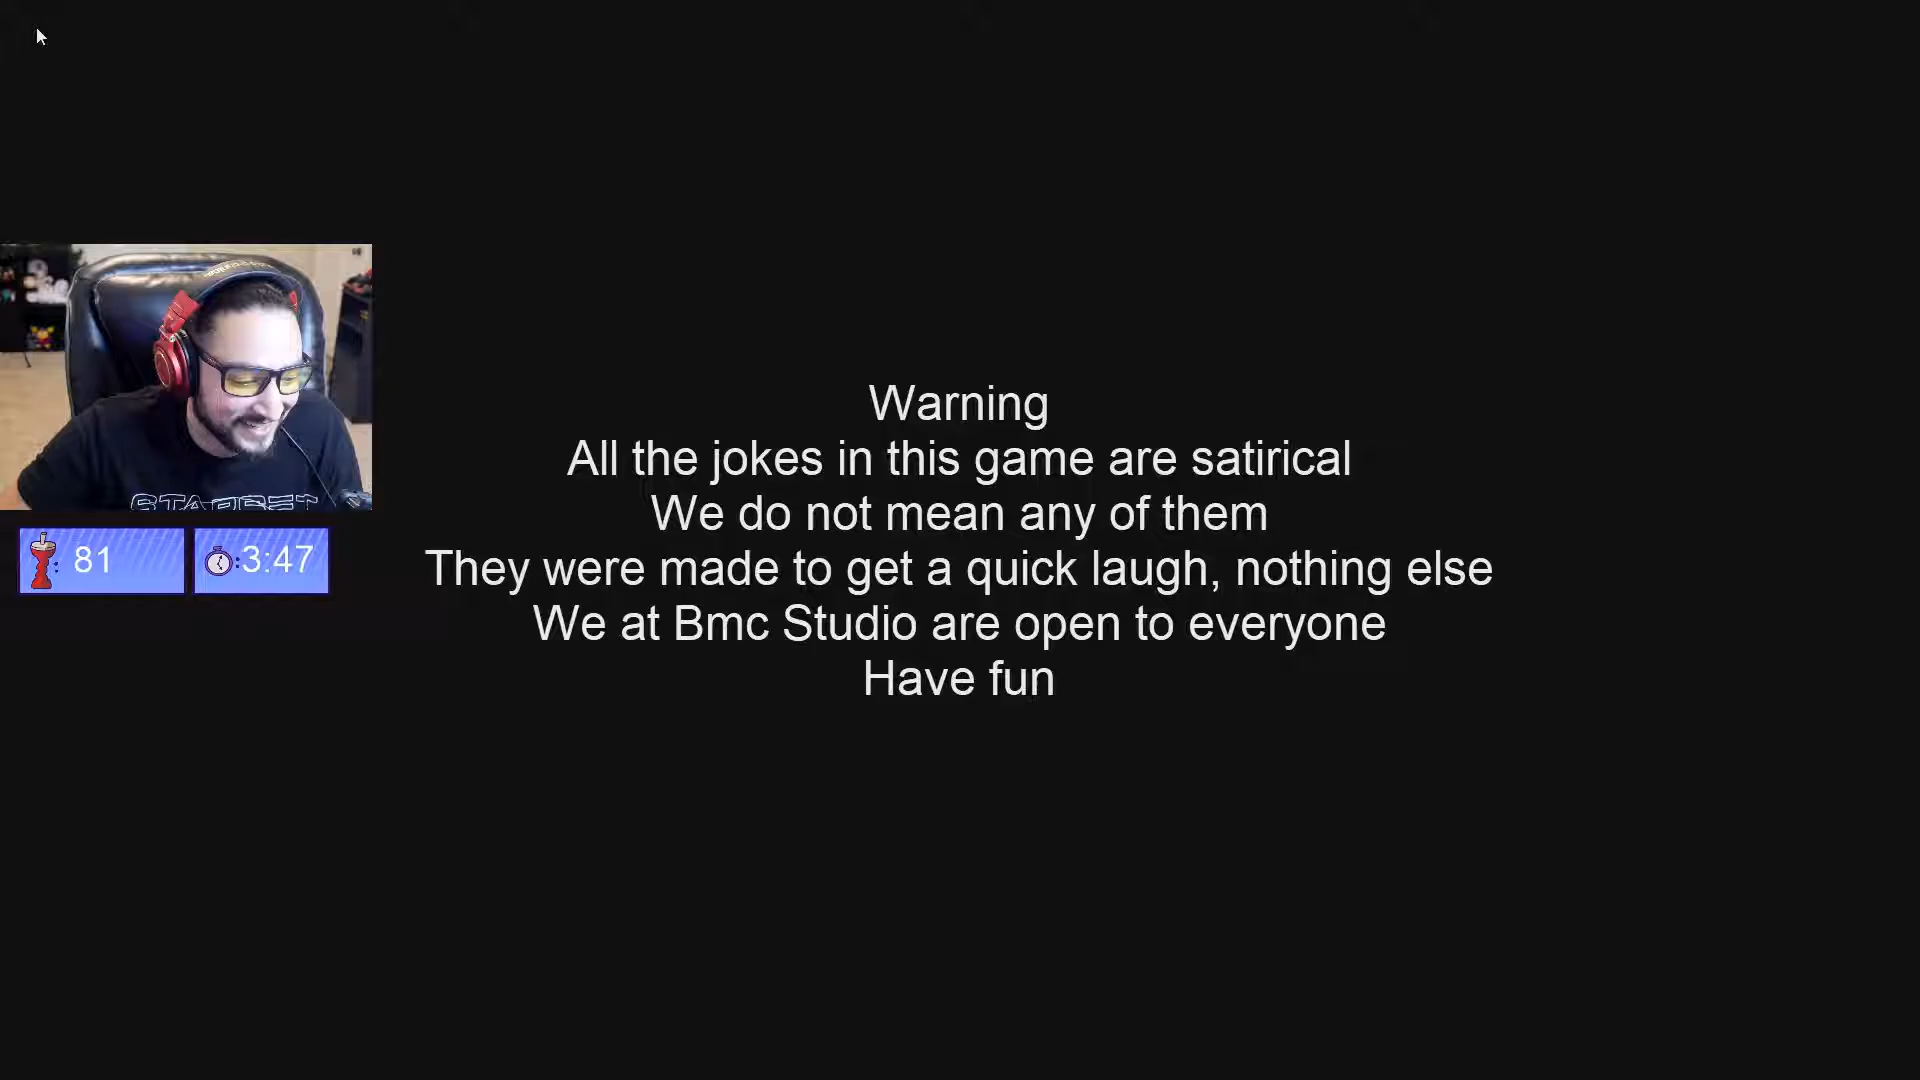 Warning
All the jokes in this game are satirical
We do not mean any of them
They were made to get a quick laugh, nothing else
We at Bmc Studio are open to everyone
Have fun
: 81
:3:47